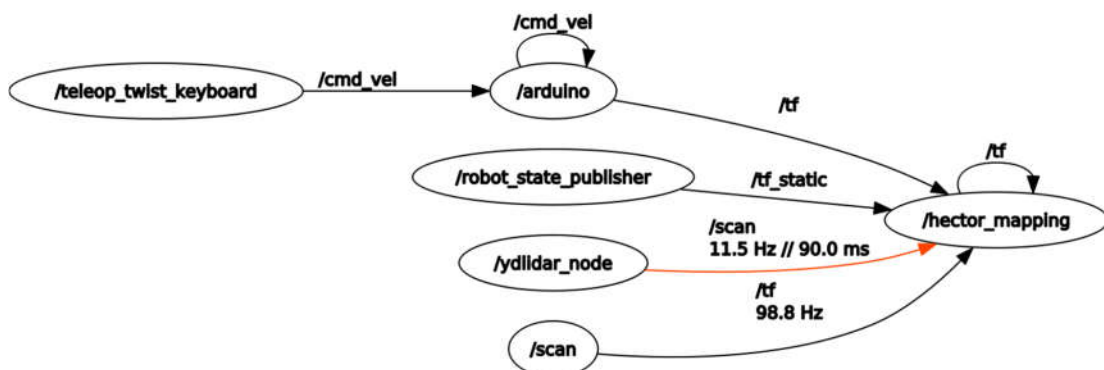 /cmd_vel
/teleop_twist_keyboard
/cmd_vel
/arduino
/tf
/robot_state_publisher
/tf_static
/tf
/hector_mapping
/scan
11.5 Hz // 90.0 ms
/ydlidar_node
/tf
98.8 Hz
/scan